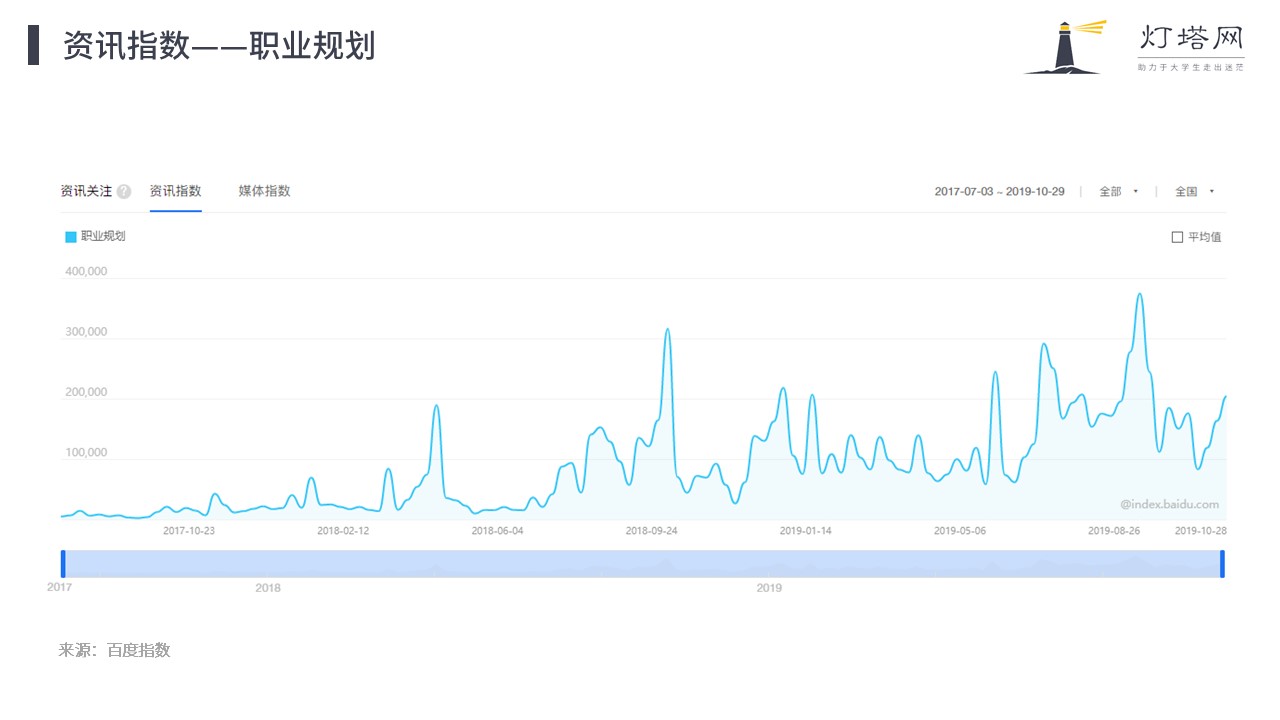 资讯指数——职业规划
灯塔网
助力于大学生走出迷茫
资讯关注 ? 资讯指数 媒体指数 2017-07-03 ~ 2019-10-29 | 全部 | 全国
职业规划 平均值
400,000
300,000
200,000
100,000
@index.baidu.com
2017-10-23 2018-02-12 2018-06-04 2018-09-24 2019-01-14 2019-05-06 2019-08-26 2019-10-28
2017 2018 2019
来源：百度指数